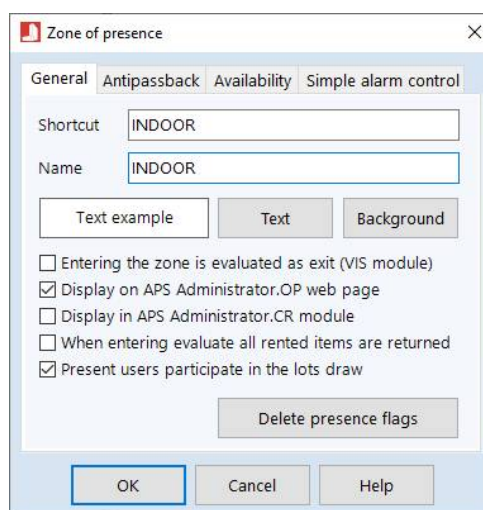 Zone of presence
General Antipassback Availability Simple alarm control
Shortcut INDOOR
Name INDOOR
Text example Text Background
Entering the zone is evaluated as exit (VIS module)
Display on APS Administrator.OP web page
Display in APS Administrator.CR module
When entering evaluate all rented items are returned
Present users participate in the lots draw
Delete presence flags
OK Cancel Help